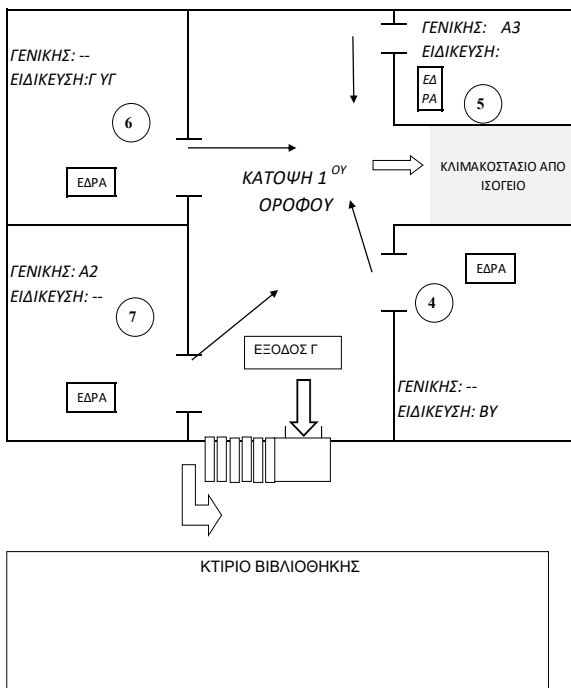 ΓΕΝΙΚΗΣ: --
ΕΙΔΙΚΕΥΣΗ:Γ ΥΓ
6
ΕΔΡΑ
ΓΕΝΙΚΗΣ: Α3
ΕΙΔΙΚΕΥΣΗ:
ΕΔ
ΡΑ
5
ΚΑΤΟΨΗ 1 ΟΥ
ΟΡΟΦΟΥ
ΚΛΙΜΑΚΟΣΤΑΣΙΟ ΑΠΟ
ΙΣΟΓΕΙΟ
ΓΕΝΙΚΗΣ: Α2
ΕΙΔΙΚΕΥΣΗ: --
7
ΕΔΡΑ
ΕΔΡΑ
4
ΓΕΝΙΚΗΣ: --
ΕΙΔΙΚΕΥΣΗ: ΒΥ
ΕΞΟΔΟΣ Γ
ΚΤΙΡΙΟ ΒΙΒΛΙΟΘΗΚΗΣ